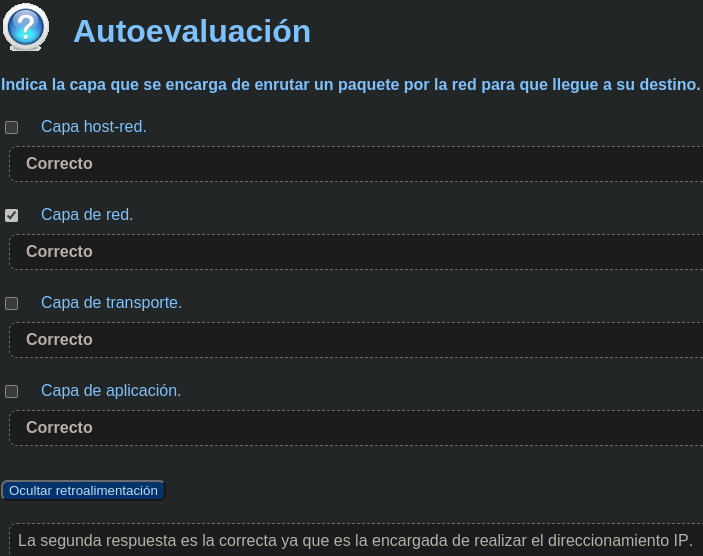 Autoevaluación
Indica la capa que se encarga de enrutar un paquete por la red para que llegue a su destino.
Capa host-red.
Correcto
Capa de red.
Correcto
Capa de transporte.
Correcto
Capa de aplicación.
Correcto
Ocultar retroalimentación
La segunda respuesta es la correcta ya que es la encargada de realizar el direccionamiento IP.